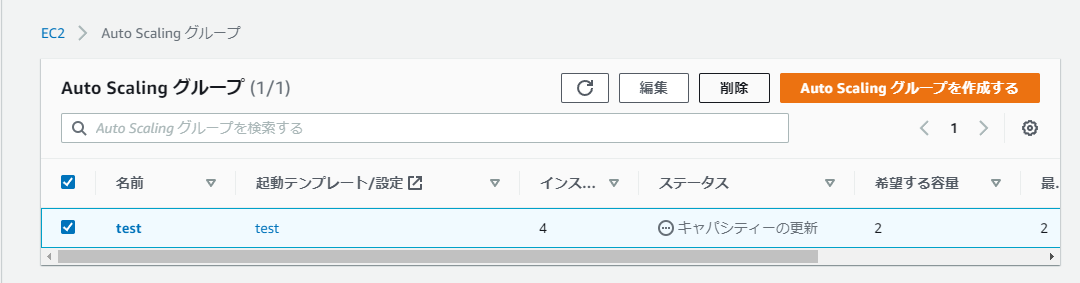 EC2 > Auto Scaling グループ
Auto Scaling グループ (1/1) 編集 削除 Auto Scaling グループを作成する
Auto Scaling グループを検索する 1
名前 起動テンプレート/設定 インス... ステータス 希望する容量 最.
test test 4 キャパシティーの更新 2 2